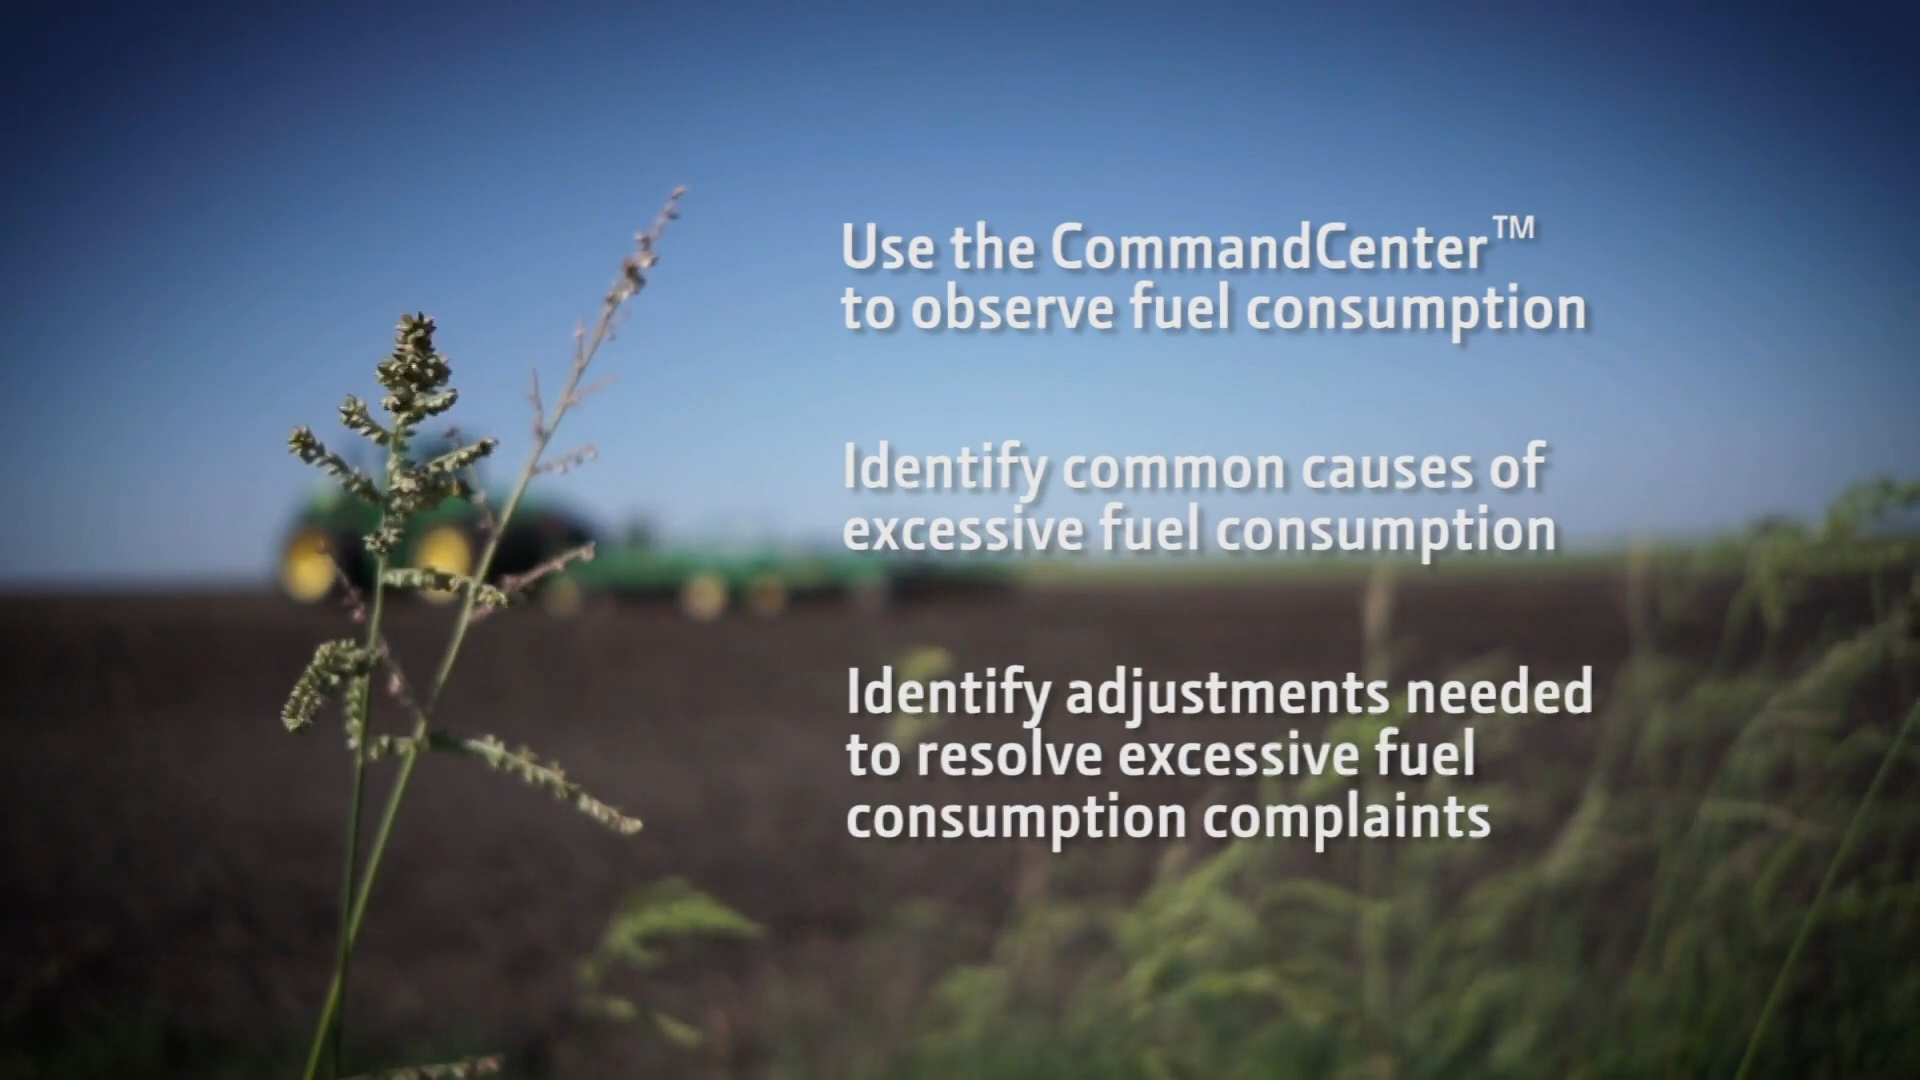 Use the CommandCenter™
to observe fuel consumption
Identify common causes of
excessive fuel consumption
Identify adjustments needed
to resolve excessive fuel
consumption complaints